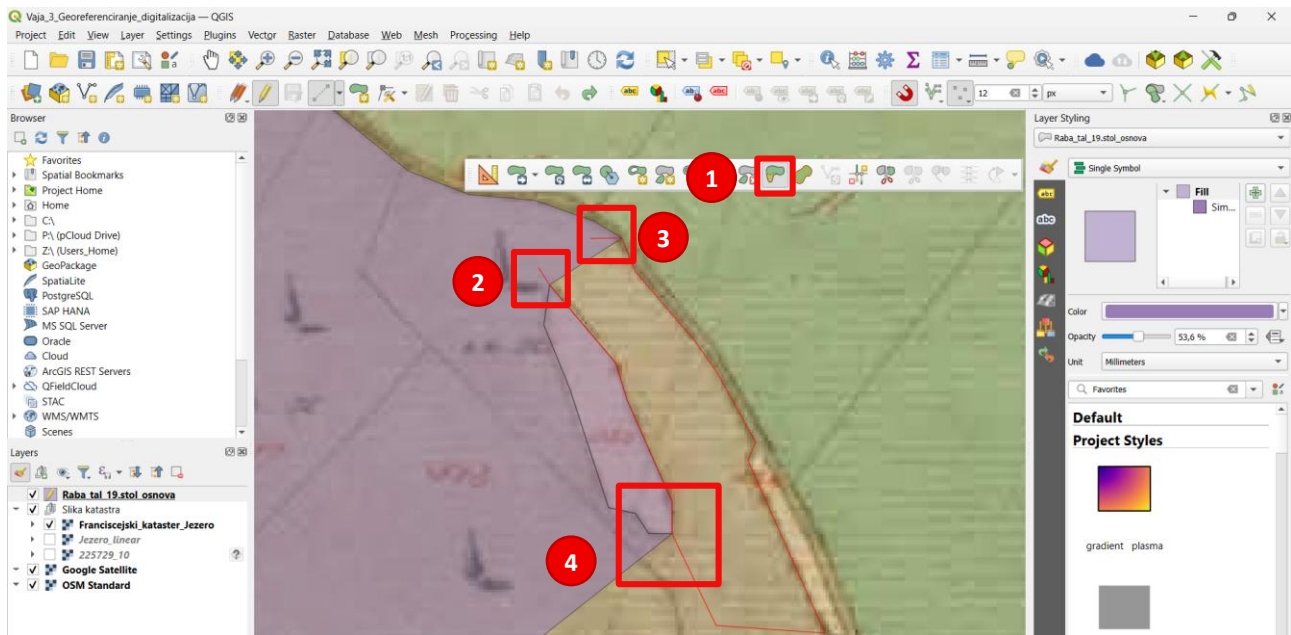 Vaja_3_Georeferenciranje_digitalizacija — QGIS
Project Edit View Layer Settings Plugins Vector Raster Database Web Mesh Processing Help
12 px
Browser
Favorites
Spatial Bookmarks
Project Home
Home
C:\
P:\ (pCloud Drive)
Z:\ (Users_Home)
GeoPackage
SpatiaLite
PostgreSQL
SAP HANA
MS SQL Server
Oracle
Cloud
ArcGIS REST Servers
QFieldCloud
STAC
WMS/WMTS
Scenes
Layers
Raba_tal_19.stol_osnova
Slika katastra
Franciscejski_kataster_Jezero
Jezero_linear
225729_10
?
Google Satellite
OSM Standard
1
2
3
4
Layer Styling
Raba_tal_19.stol_osnova
Single Symbol
Fill
Sim...
Color
Opacity 53,6 %
Unit Millimeters
Favorites
Default
Project Styles
gradient plasma